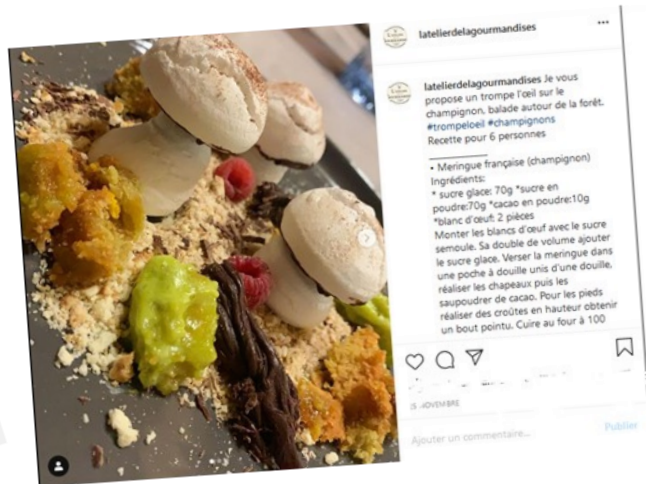 latelierdelagourmandises
latelierdelagourmandises Je vous
propose un trompe l'œil sur le
champignon, balade autour de la forêt.
#trompeloeil #champignons
Recette pour 6 personnes
• Meringue française (champignon)
Ingrédients:
* sucre glace: 70g *sucre en
poudre:70g *cacao en poudre:10g
*blanc d'œuf: 2 pièces
Monter les blancs d'œuf avec le sucre
semoule. Sa double de volume ajouter
le sucre glace. Verser la meringue dans
une poche à douille unis d'une douille,
réaliser les chapeaux puis les
saupoudrer de cacao. Pour les pieds
réaliser des croûtes en hauteur obtenir
un bout pointu. Cuire au four à 100
NOVEMBRE
Ajouter un commentaire...
Publier